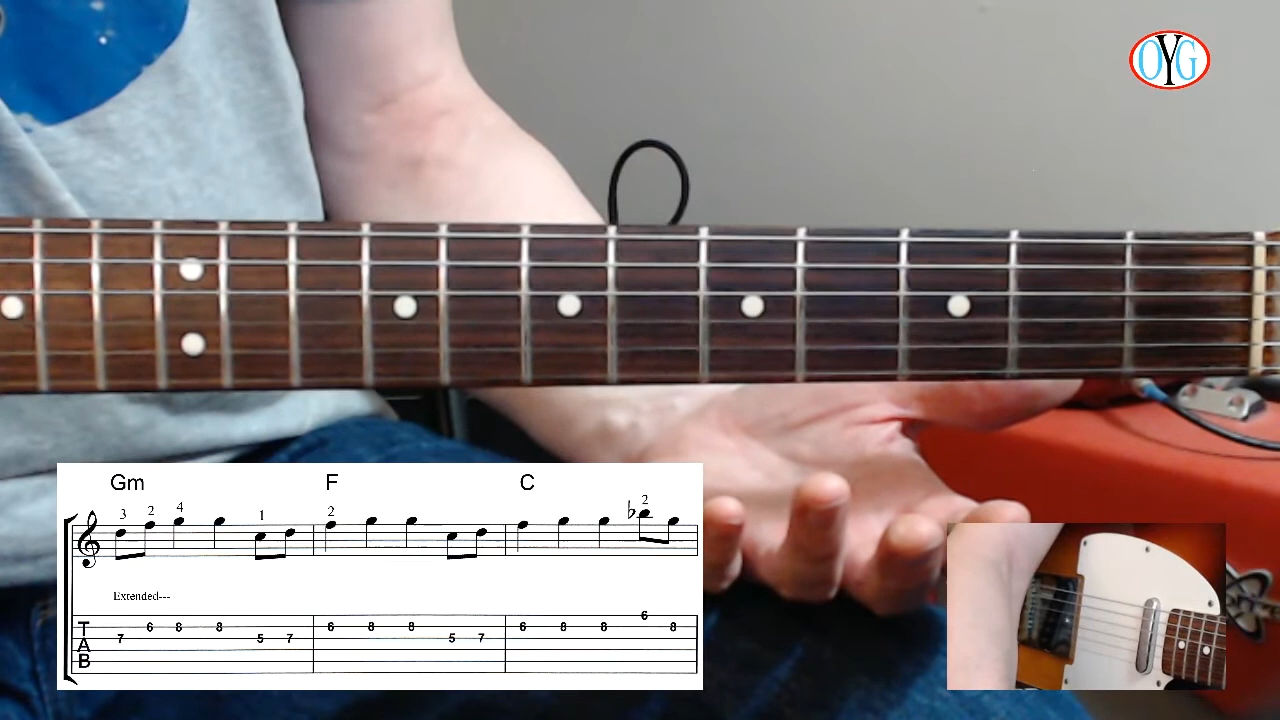 OYG
Gm F C
3 2 4 1 2 2
Extended---
6
6 8 8 6 8 8 6 8 8 8
7 5 7 5 7
T
A
B